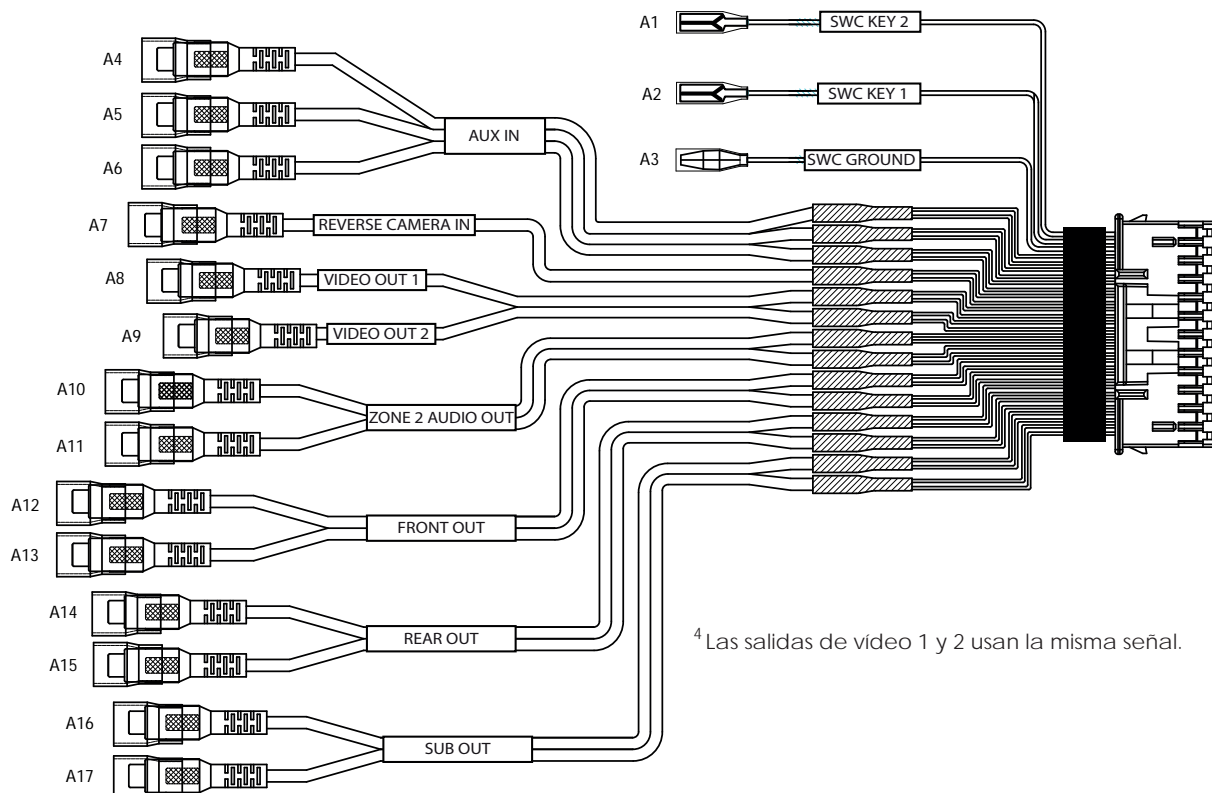 A1 SWC KEY 2
A2 SWC KEY 1
A3 SWC GROUND
A4
A5
A6
AUX IN
A7 REVERSE CAMERA IN
A8 VIDEO OUT 1
A9 VIDEO OUT 2
A10
A11
ZONE 2 AUDIO OUT
A12
A13
FRONT OUT
A14
A15
REAR OUT
A16
A17
SUB OUT
4 Las salidas de vídeo 1 y 2 usan la misma señal.